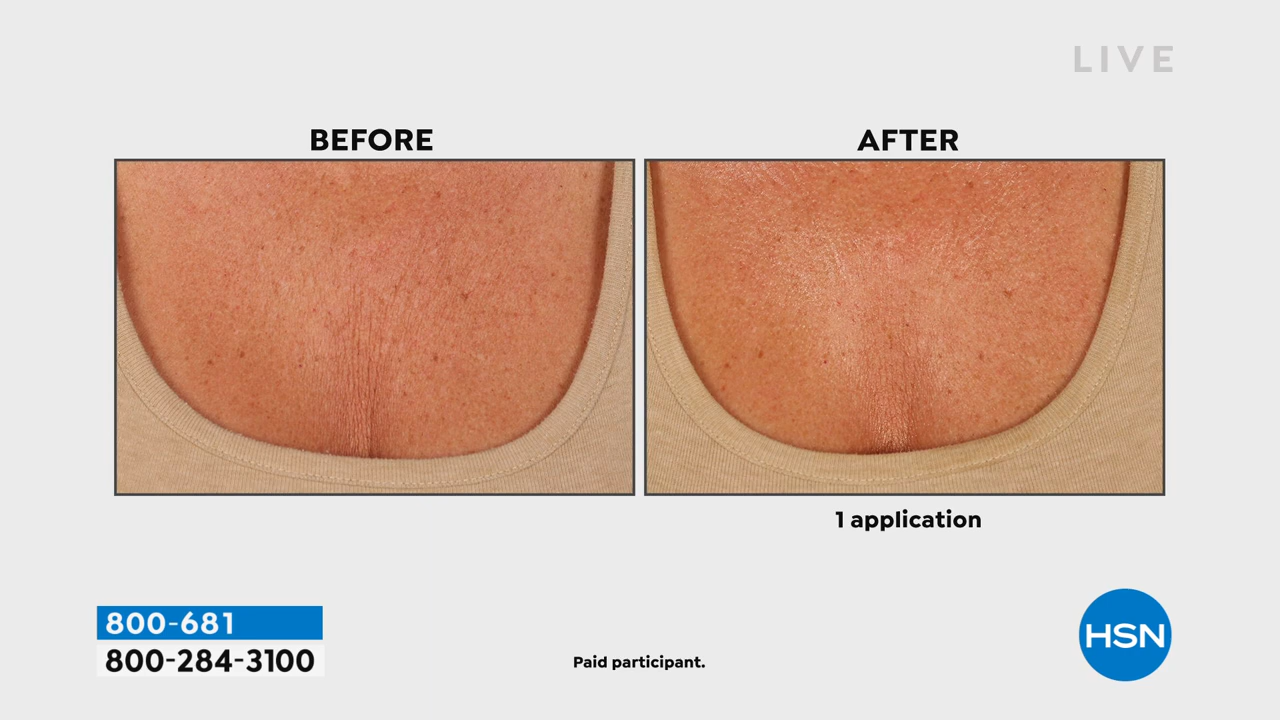 LIVE
BEFORE
AFTER
1 application
800-681
800-284-3100
Paid participant.
HSN